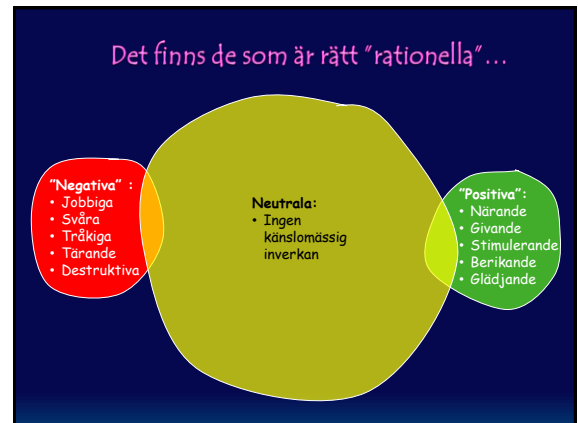 Det finns de som är rätt ”rationella”…
”Negativa” :
• Jobbiga
• Svåra
• Tråkiga
• Tärande
• Destruktiva
Neutrala:
• Ingen
känslomässig
inverkan
”Positiva”:
• Närande
• Givande
• Stimulerande
• Berikande
• Glädjande